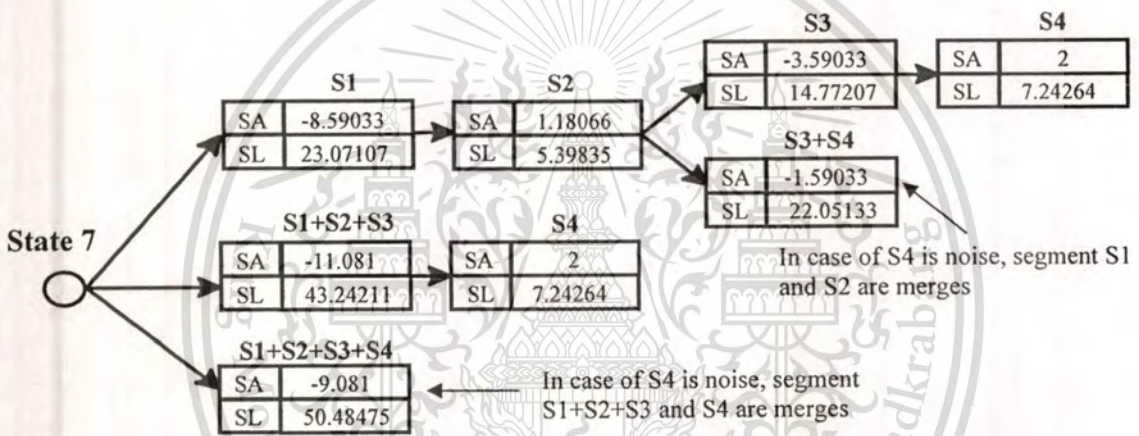 S3
SA -3.59033
SL 14.77207
S4
SA 2
SL 7.24264
S1
SA -8.59033
SL 23.07107
S2
SA 1.18066
SL 5.39835
S3+S4
SA -1.59033
SL 22.05133
In case of S4 is noise, segment S1
and S2 are merges
State 7
S1+S2+S3
SA -11.081
SL 43.24211
S4
SA 2
SL 7.24264
S1+S2+S3+S4
SA -9.081
SL 50.48475
In case of S4 is noise, segment
S1+S2+S3 and S4 are merges